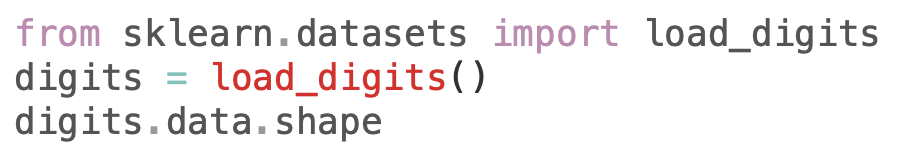 from sklearn.datasets import load_digits
digits = load_digits()
digits.data.shape